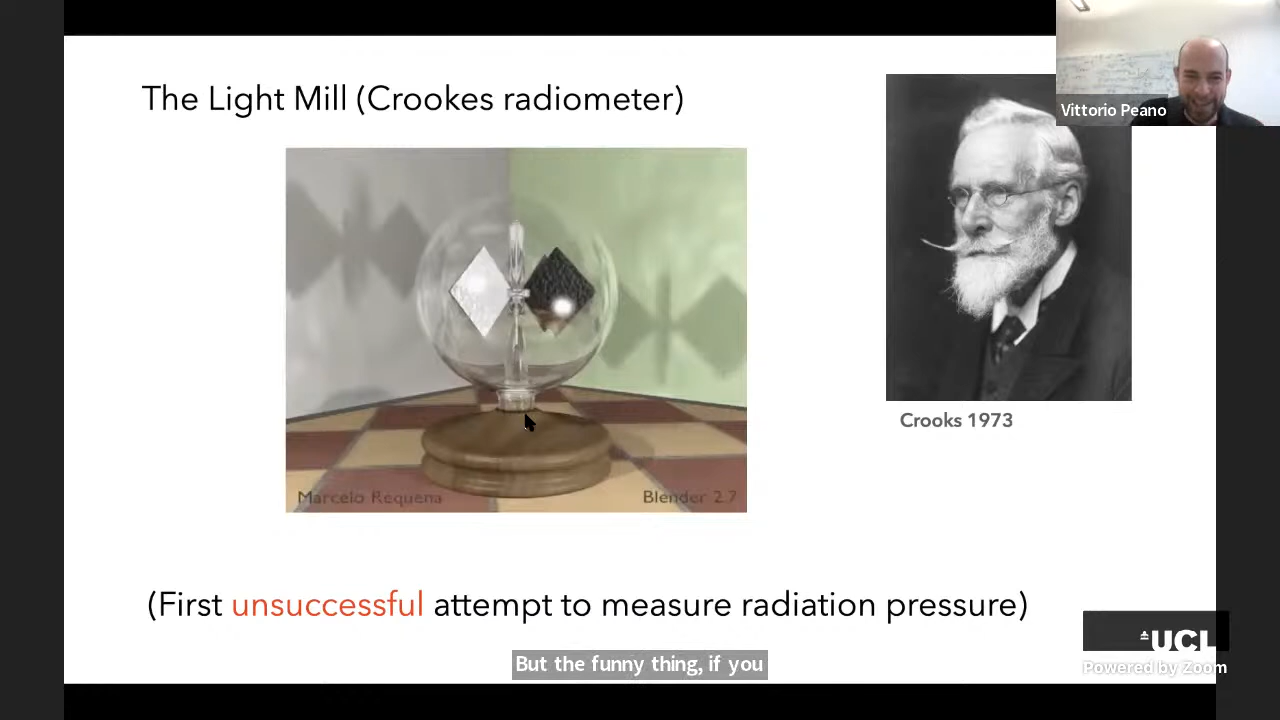 The Light Mill (Crookes radiometer)
Vittorio Peano
Crooks 1973
Marcelo Requena
Blender 2.7
(First unsuccessful attempt to measure radiation pressure)
UCL
But the funny thing, if you
Powered by Zoom